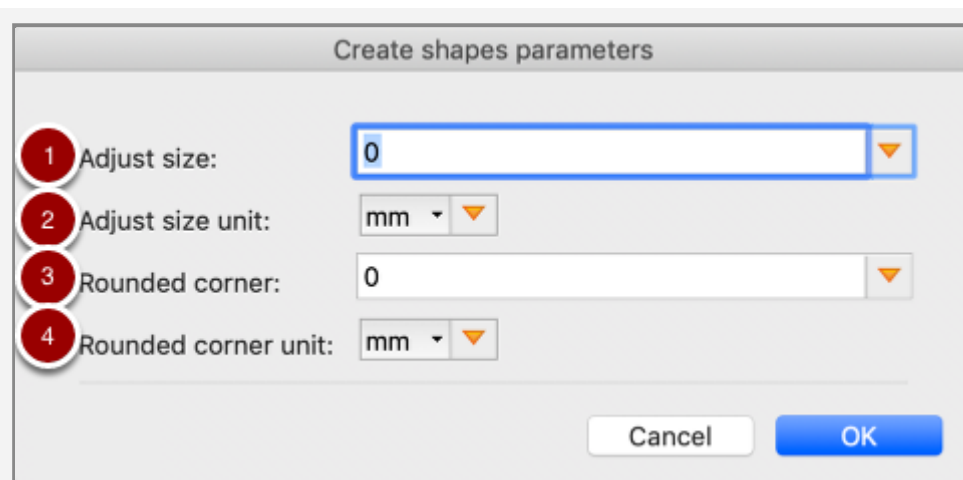 Create shapes parameters
1 Adjust size: 0
2 Adjust size unit: mm
3 Rounded corner: 0
4 Rounded corner unit: mm
Cancel OK